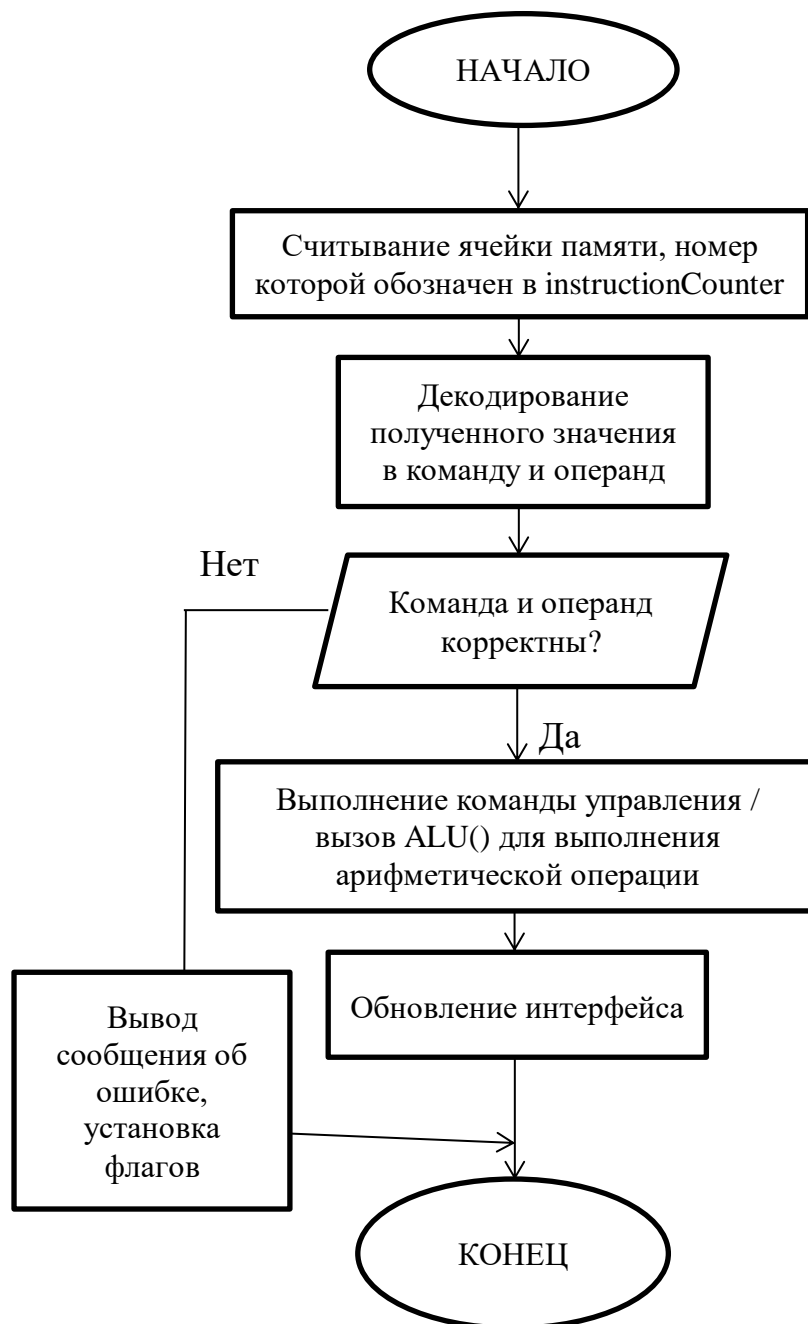 НАЧАЛО
Считывание ячейки памяти, номер
которой обозначен в instructionCounter
Декодирование
полученного значения
в команду и операнд
Нет
Команда и операнд
корректны?
Да
Выполнение команды управления /
вызов ALU() для выполнения
арифметической операции
Обновление интерфейса
Вывод
сообщения об
ошибке,
установка
флагов
КОНЕЦ